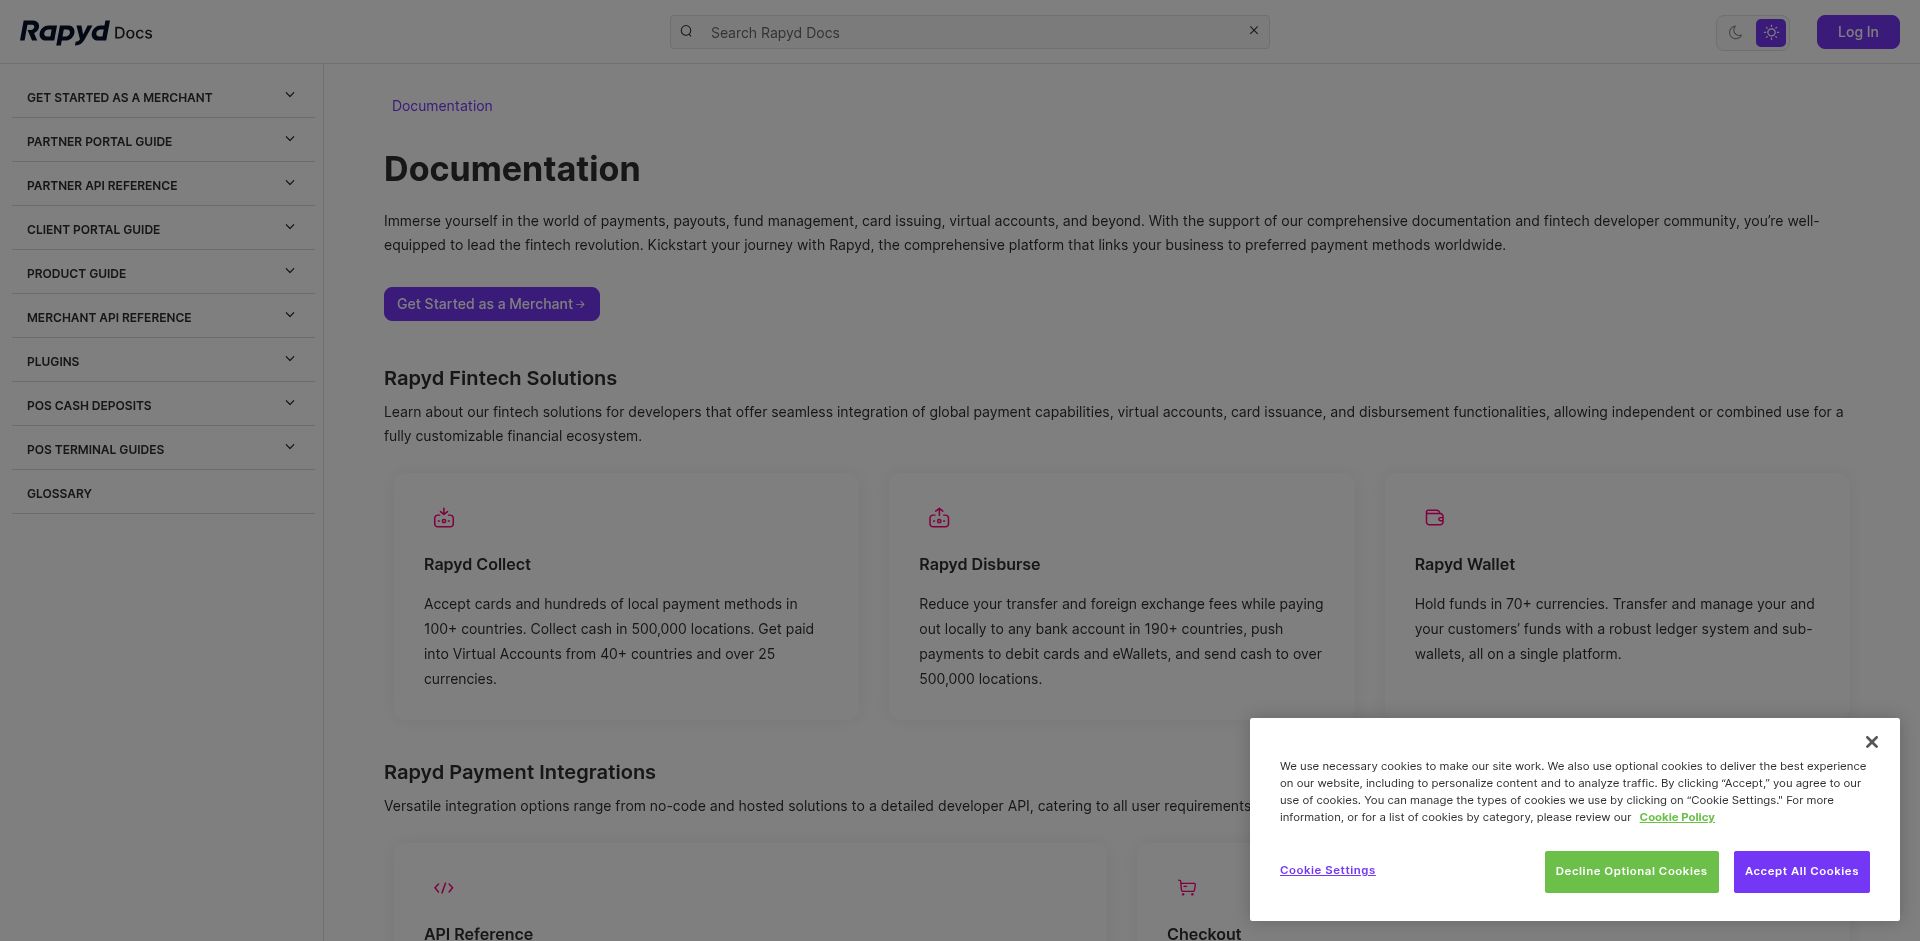 Rapyd Docs
Search Rapyd Docs
Log In
GET STARTED AS A MERCHANT
PARTNER PORTAL GUIDE
PARTNER API REFERENCE
CLIENT PORTAL GUIDE
PRODUCT GUIDE
MERCHANT API REFERENCE
PLUGINS
POS CASH DEPOSITS
POS TERMINAL GUIDES
GLOSSARY
Documentation
Documentation
Immerse yourself in the world of payments, payouts, fund management, card issuing, virtual accounts, and beyond. With the support of our comprehensive documentation and fintech developer community, you’re well-
equipped to lead the fintech revolution. Kickstart your journey with Rapyd, the comprehensive platform that links your business to preferred payment methods worldwide.
Get Started as a Merchant→
Rapyd Fintech Solutions
Learn about our fintech solutions for developers that offer seamless integration of global payment capabilities, virtual accounts, card issuance, and disbursement functionalities, allowing independent or combined use for a
fully customizable financial ecosystem.
Rapyd Collect
Accept cards and hundreds of local payment methods in
100+ countries. Collect cash in 500,000 locations. Get paid
into Virtual Accounts from 40+ countries and over 25
currencies.
Rapyd Disburse
Reduce your transfer and foreign exchange fees while paying
out locally to any bank account in 190+ countries, push
payments to debit cards and eWallets, and send cash to over
500,000 locations.
Rapyd Wallet
Hold funds in 70+ currencies. Transfer and manage your and
your customers’ funds with a robust ledger system and sub-
wallets, all on a single platform.
Rapyd Payment Integrations
Versatile integration options range from no-code and hosted solutions to a detailed developer API, catering to all user requirements
API Reference
Checkout
We use necessary cookies to make our site work. We also use optional cookies to deliver the best experience
on our website, including to personalize content and to analyze traffic. By clicking “Accept,” you agree to our
use of cookies. You can manage the types of cookies we use by clicking on “Cookie Settings.” For more
information, or for a list of cookies by category, please review our Cookie Policy
Cookie Settings
Decline Optional Cookies
Accept All Cookies